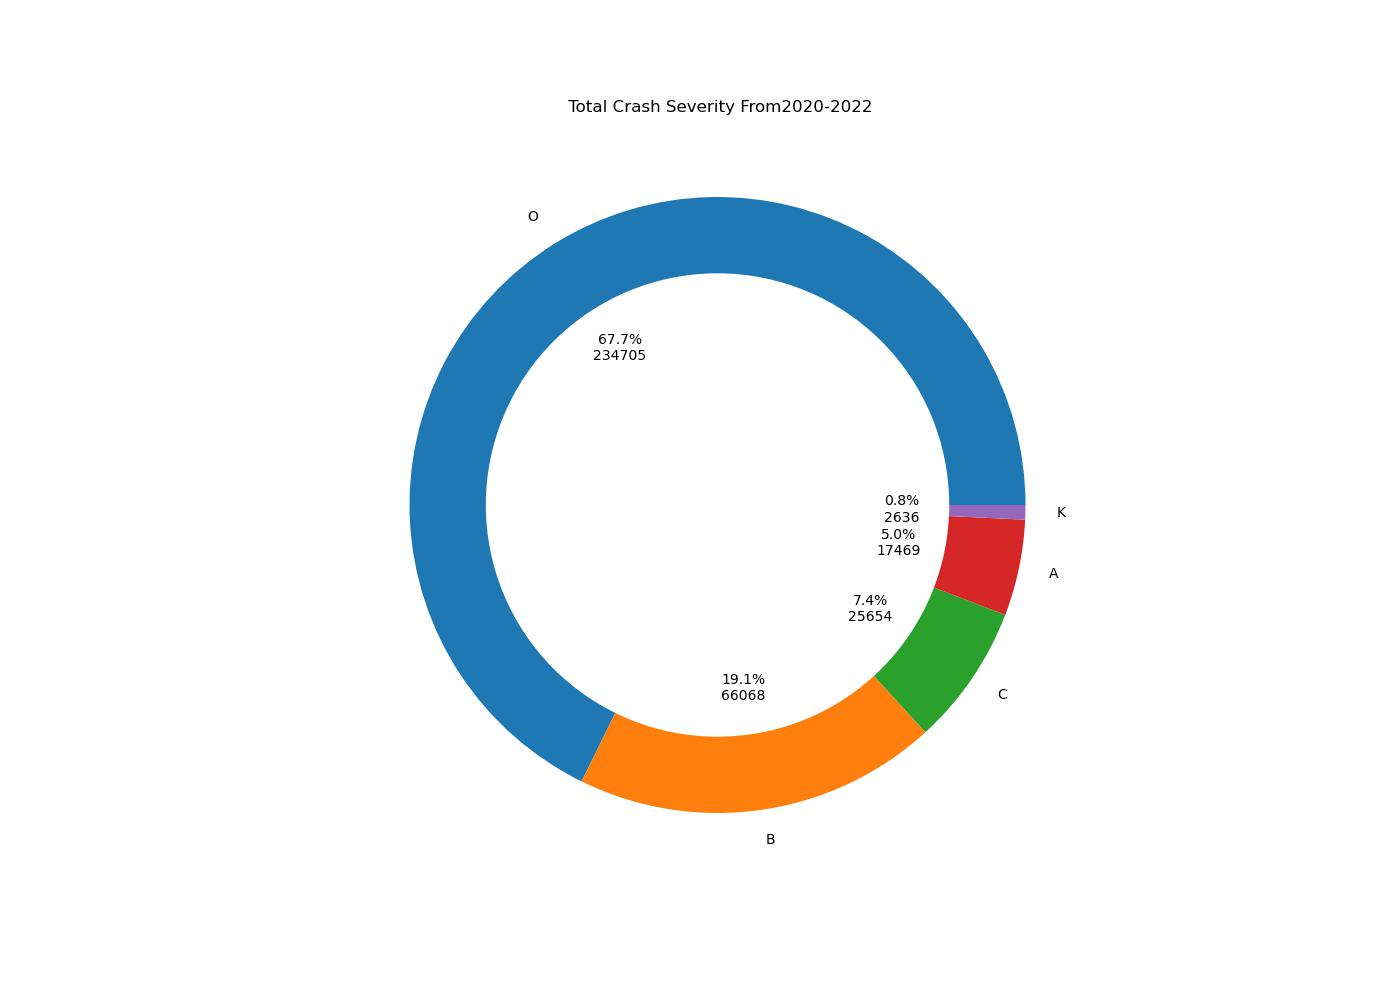 Total Crash Severity From2020-2022
O
67.7%
234705
0.8%
2636
K
5.0%
17469
A
7.4%
25654
C
19.1%
66068
B